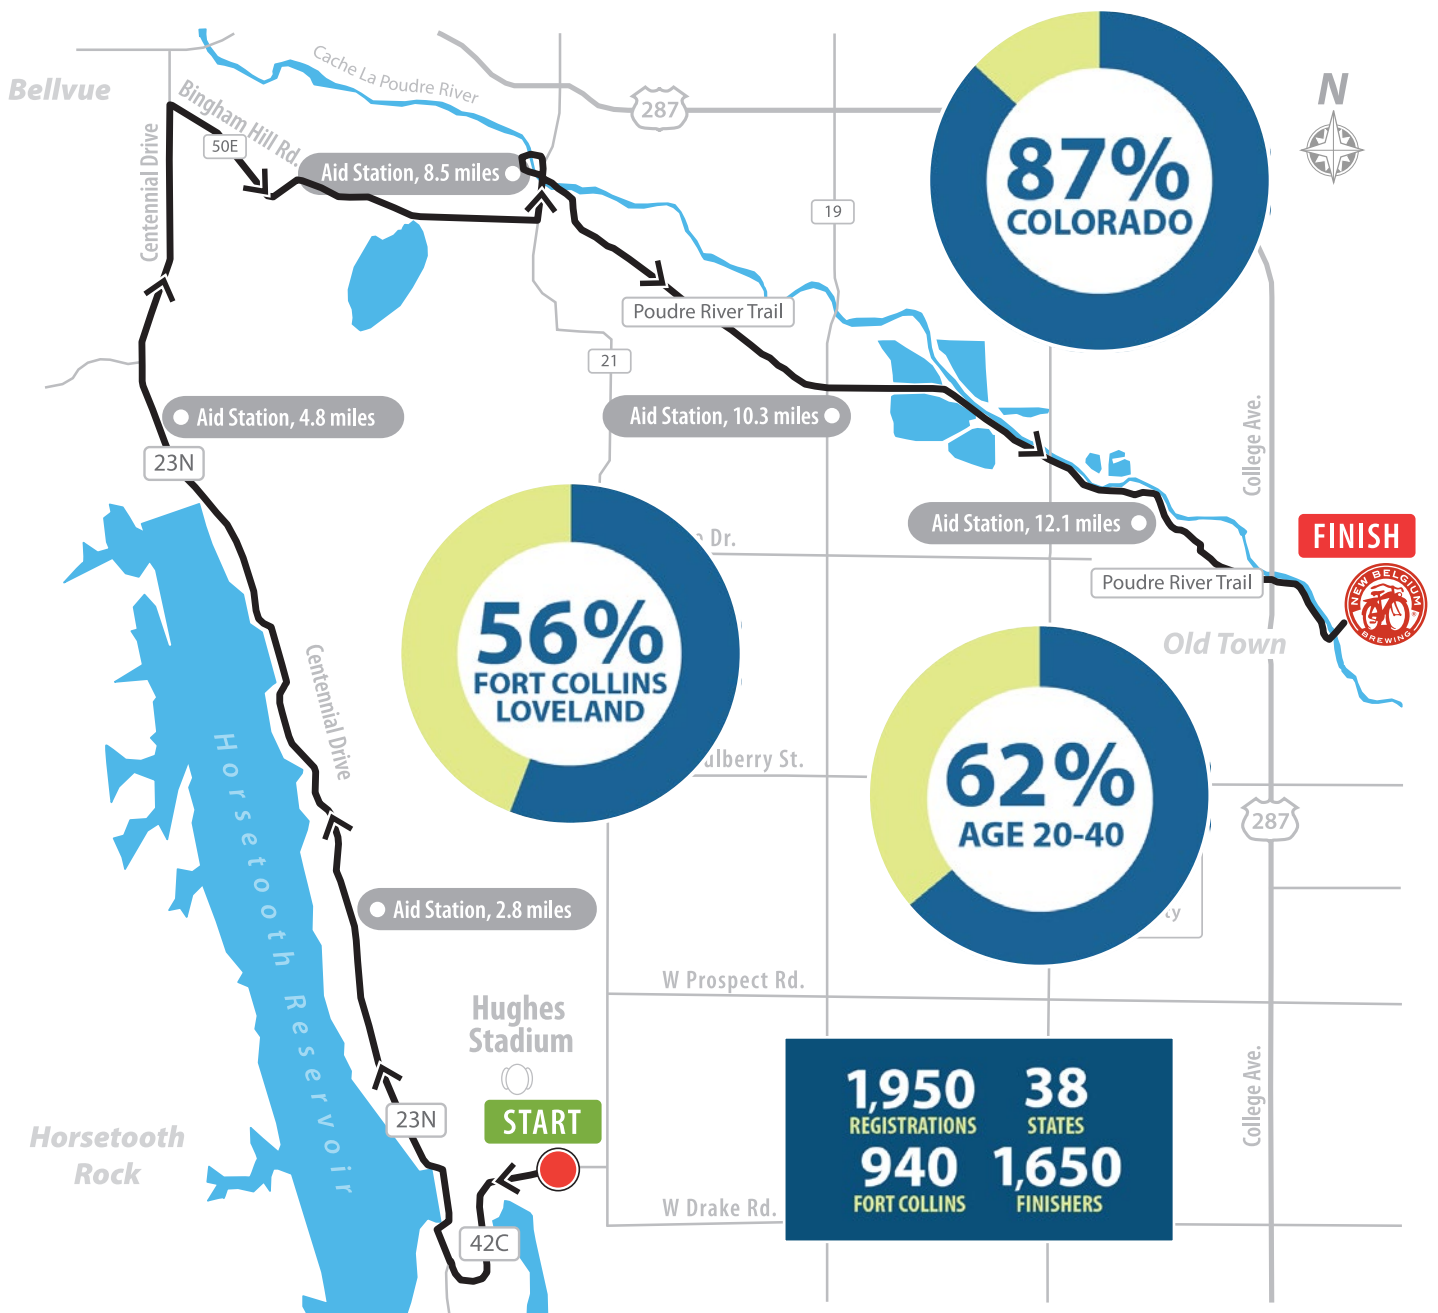 Bellvue
Centennial Drive
Bingham Hill Rd.
50E
Cache La Poudre River
287
N
Aid Station, 8.5 miles
87%
COLORADO
19
Poudre River Trail
21
Aid Station, 4.8 miles
Aid Station, 10.3 miles
23N
College Ave.
Aid Station, 12.1 miles
FINISH
Dr.
Poudre River Trail
NEW BELGIUM
BREWING
Old Town
56%
FORT COLLINS
LOVELAND
Centennial Drive
ulberry St.
62%
AGE 20-40
287
Horsetooth Reservoir
Aid Station, 2.8 miles
ty
W Prospect Rd.
Hughes
Stadium
START
23N
Horsetooth
Rock
42C
W Drake Rd.
College Ave.
1,950
REGISTRATIONS
38
STATES
940
FORT COLLINS
1,650
FINISHERS